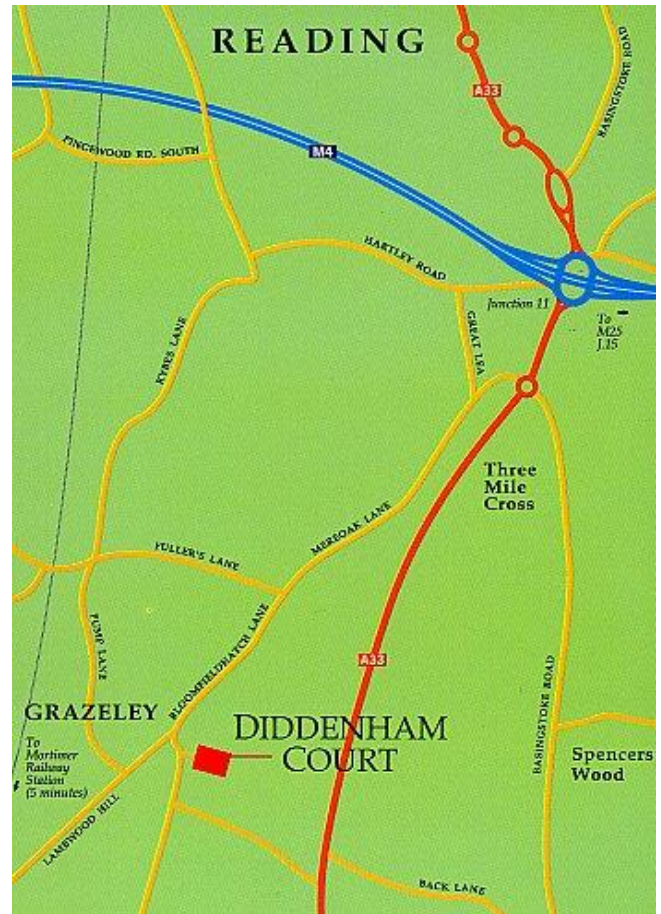 READING
BASINGSTOKE ROAD
A33
PINGEWOOD RD. SOUTH
M4
HARTLEY ROAD
Junction 11
To
M25
J.15
GREAT LEA
KYBES LANE
Three
Mile
Cross
MEREOAK LANE
FULLER'S LANE
PUMP LANE
BLOOMFIELDHATCH LANE
A33
BASINGSTOKE ROAD
GRAZELEY
DIDDENHAM
COURT
To
Mortimer
Railway
Station
(5 minutes)
Spencers
Wood
LAMBWOOD HILL
BACK LANE